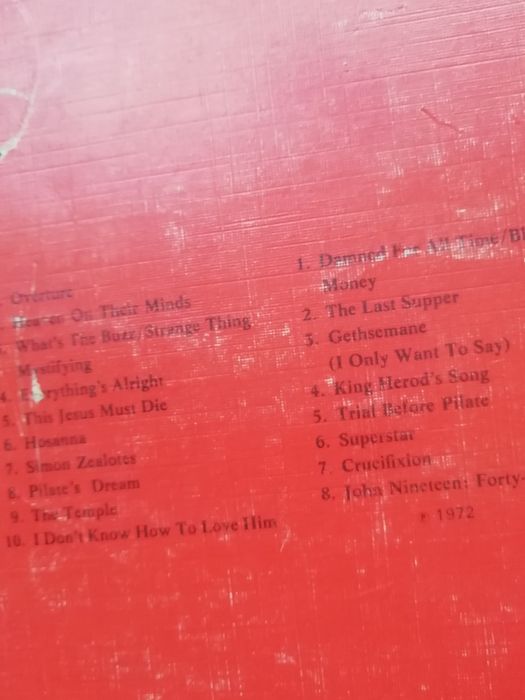 Overture
Heaven On Their Minds
What's The Buzz/Strange Thing
Mystifying
4. Everything's Alright
5. This Jesus Must Die
6. Hosanna
7. Simon Zealotes
8. Pilate's Dream
9. The Temple
10. I Don't Know How To Love Him
1. Damned For All Time/Bl
Money
2. The Last Supper
3. Gethsemane
(I Only Want To Say)
4. King Herod's Song
5. Trial Before Pilate
6. Superstar
7. Crucifixion
8. John Nineteen: Forty-
℗ 1972